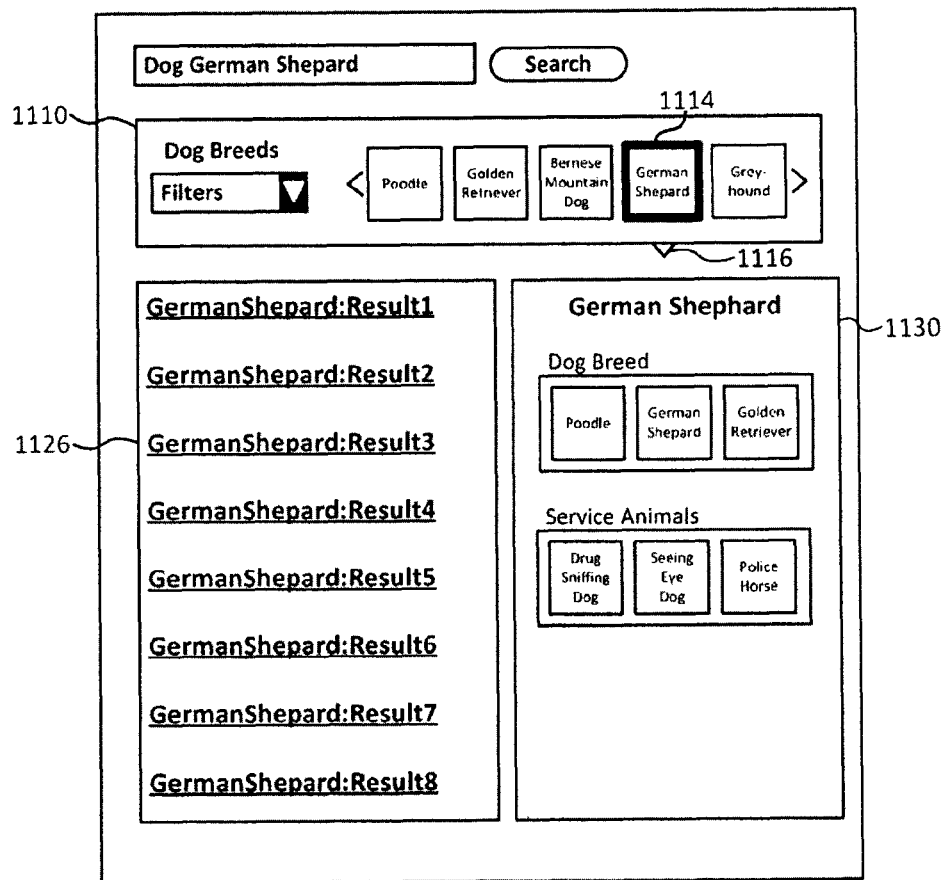 Dog German Shepard
Search
1114
1110
Dog Breeds
Filters
<
Poodle
Golden
Retriever
Bernese
Mountain
Dog
German
Shepard
Grey-
hound
>
1116
GermanShepard:Result1
GermanShepard:Result2
GermanShepard:Result3
GermanShepard:Result4
GermanShepard:Result5
GermanShepard:Result6
GermanShepard:Result7
GermanShepard:Result8
1126
German Shephard
1130
Dog Breed
Poodle
German
Shepard
Golden
Retriever
Service Animals
Drug
Sniffing
Dog
Seeing
Eye
Dog
Police
Horse